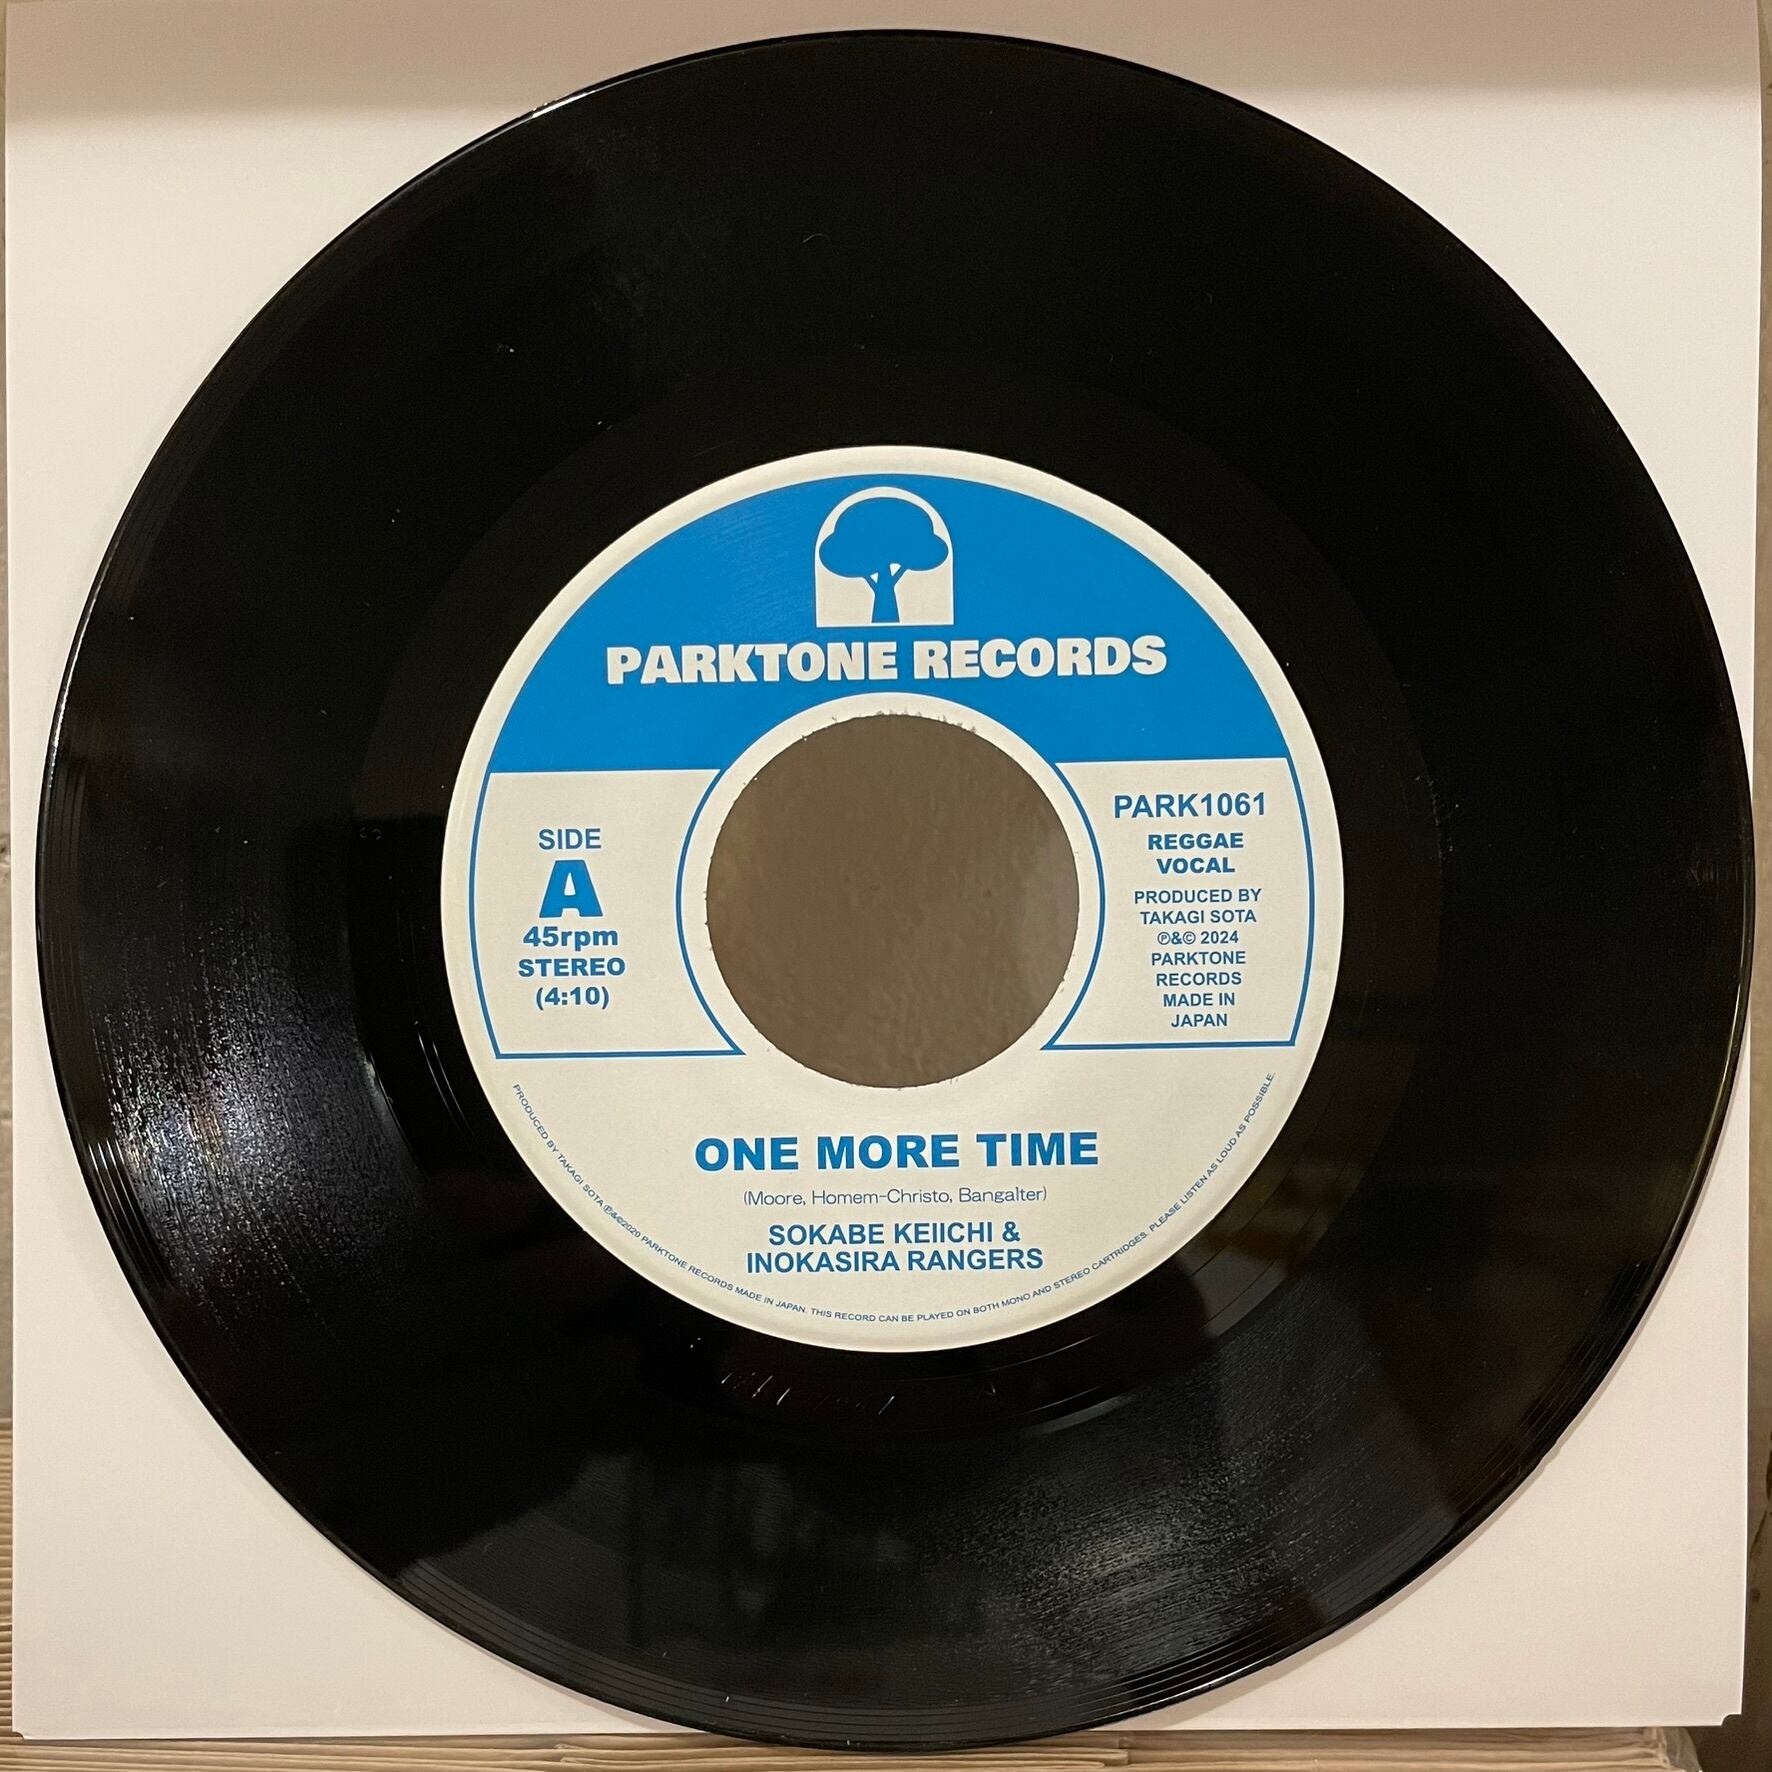 PARKTONE RECORDS
SIDE
A
45rpm
STEREO
(4:10)
PARK1061
REGGAE
VOCAL
PRODUCED BY
TAKAGI SOTA
℗&© 2024
PARKTONE
RECORDS
MADE IN
JAPAN
ONE MORE TIME
(Moore, Homem-Christo, Bangalter)
SOKABE KEIICHI &
INOKASIRA RANGERS
PRODUCED BY TAKAGI SOTA ℗&©2020 PARKTONE RECORDS MADE IN JAPAN. THIS RECORD CAN BE PLAYED ON BOTH MONO AND STEREO CARTRIDGES. PLEASE LISTEN AS LOUD AS POSSIBLE.